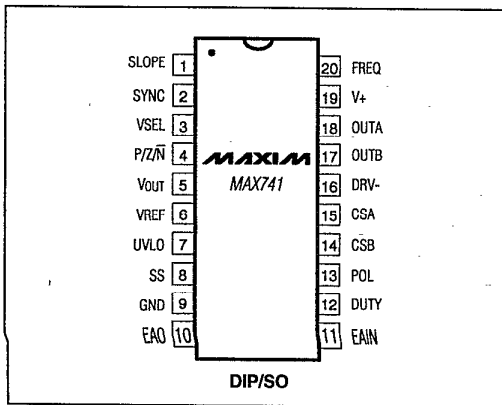 SLOPE 1
SYNC 2
VSEL 3
P/Z/N̅ 4
VOUT 5
VREF 6
UVLO 7
SS 8
GND 9
EAO 10
MAXIM
MAX741
20 FREQ
19 V+
18 OUTA
17 OUTB
16 DRV-
15 CSA
14 CSB
13 POL
12 DUTY
11 EAIN
DIP/SO